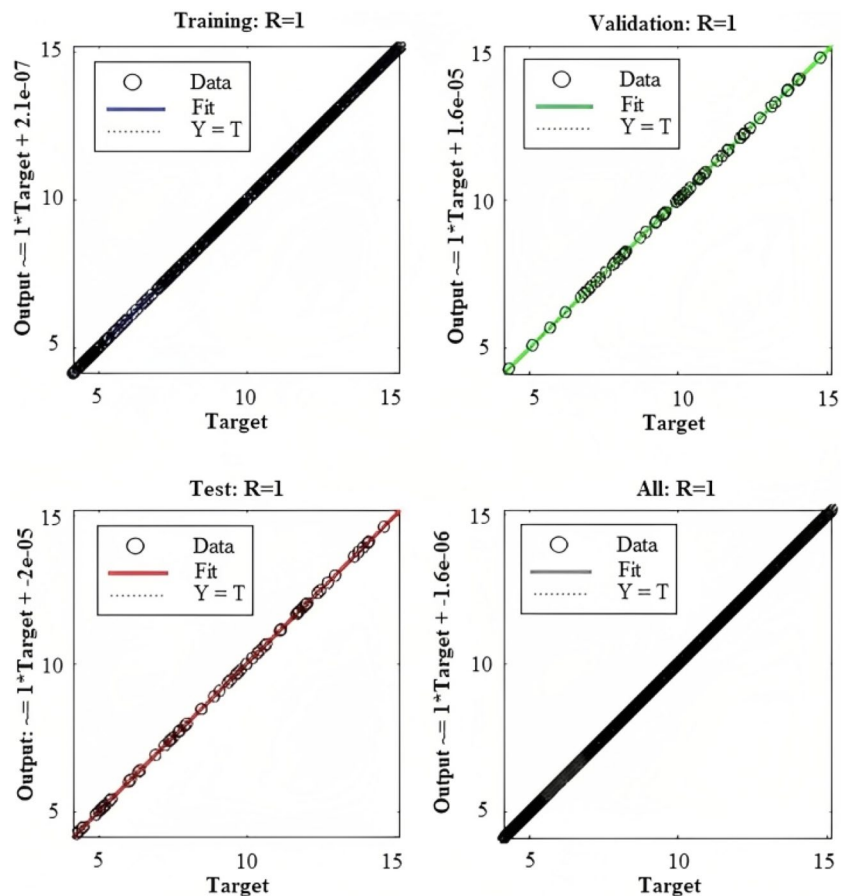 Training: R=1
Output ~= 1*Target + 2.1e-07
15
10
5
Data
Fit
Y = T
5
10
15
Target
Validation: R=1
Output ~= 1*Target + 1.6e-05
15
10
5
Data
Fit
Y = T
5
10
15
Target
Test: R=1
Output: ~= 1*Target + -2e-05
15
10
5
Data
Fit
Y = T
5
10
15
Target
All: R=1
Output ~= 1*Target + -1.6e-06
15
10
5
Data
Fit
Y = T
5
10
15
Target